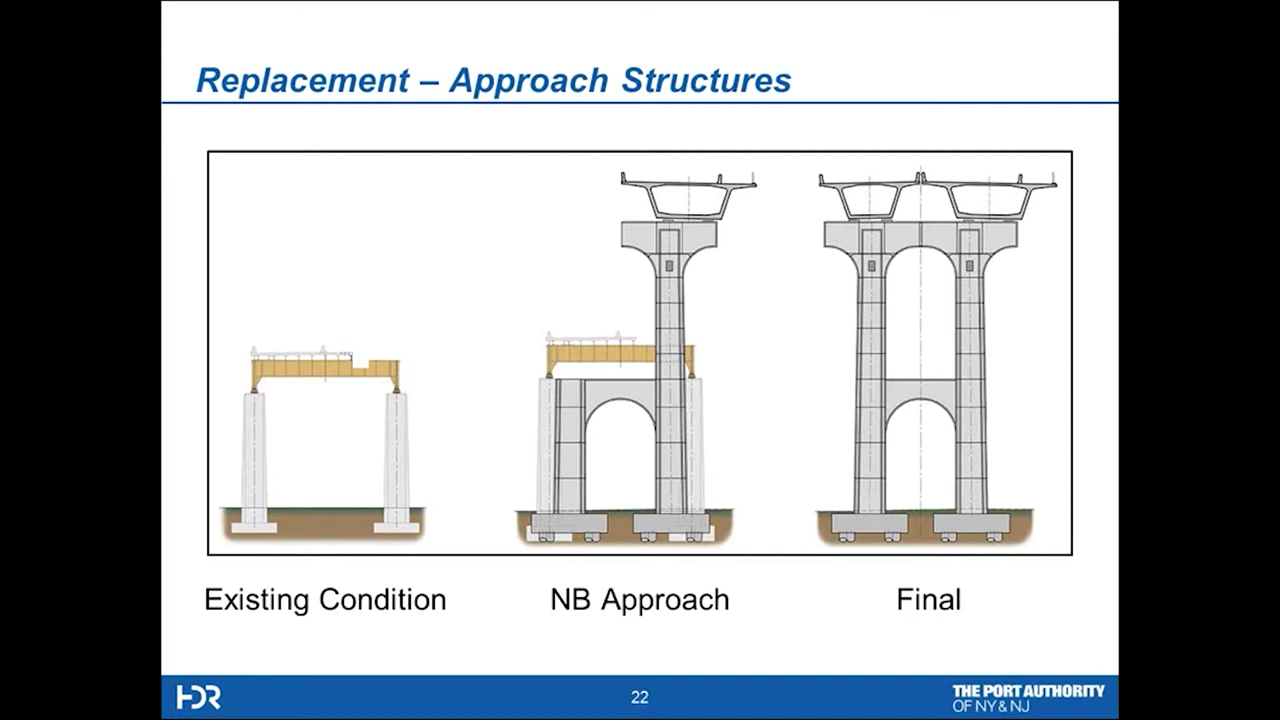 Replacement – Approach Structures
Existing Condition
NB Approach
Final
HDR
22
THE PORT AUTHORITY
OF NY & NJ